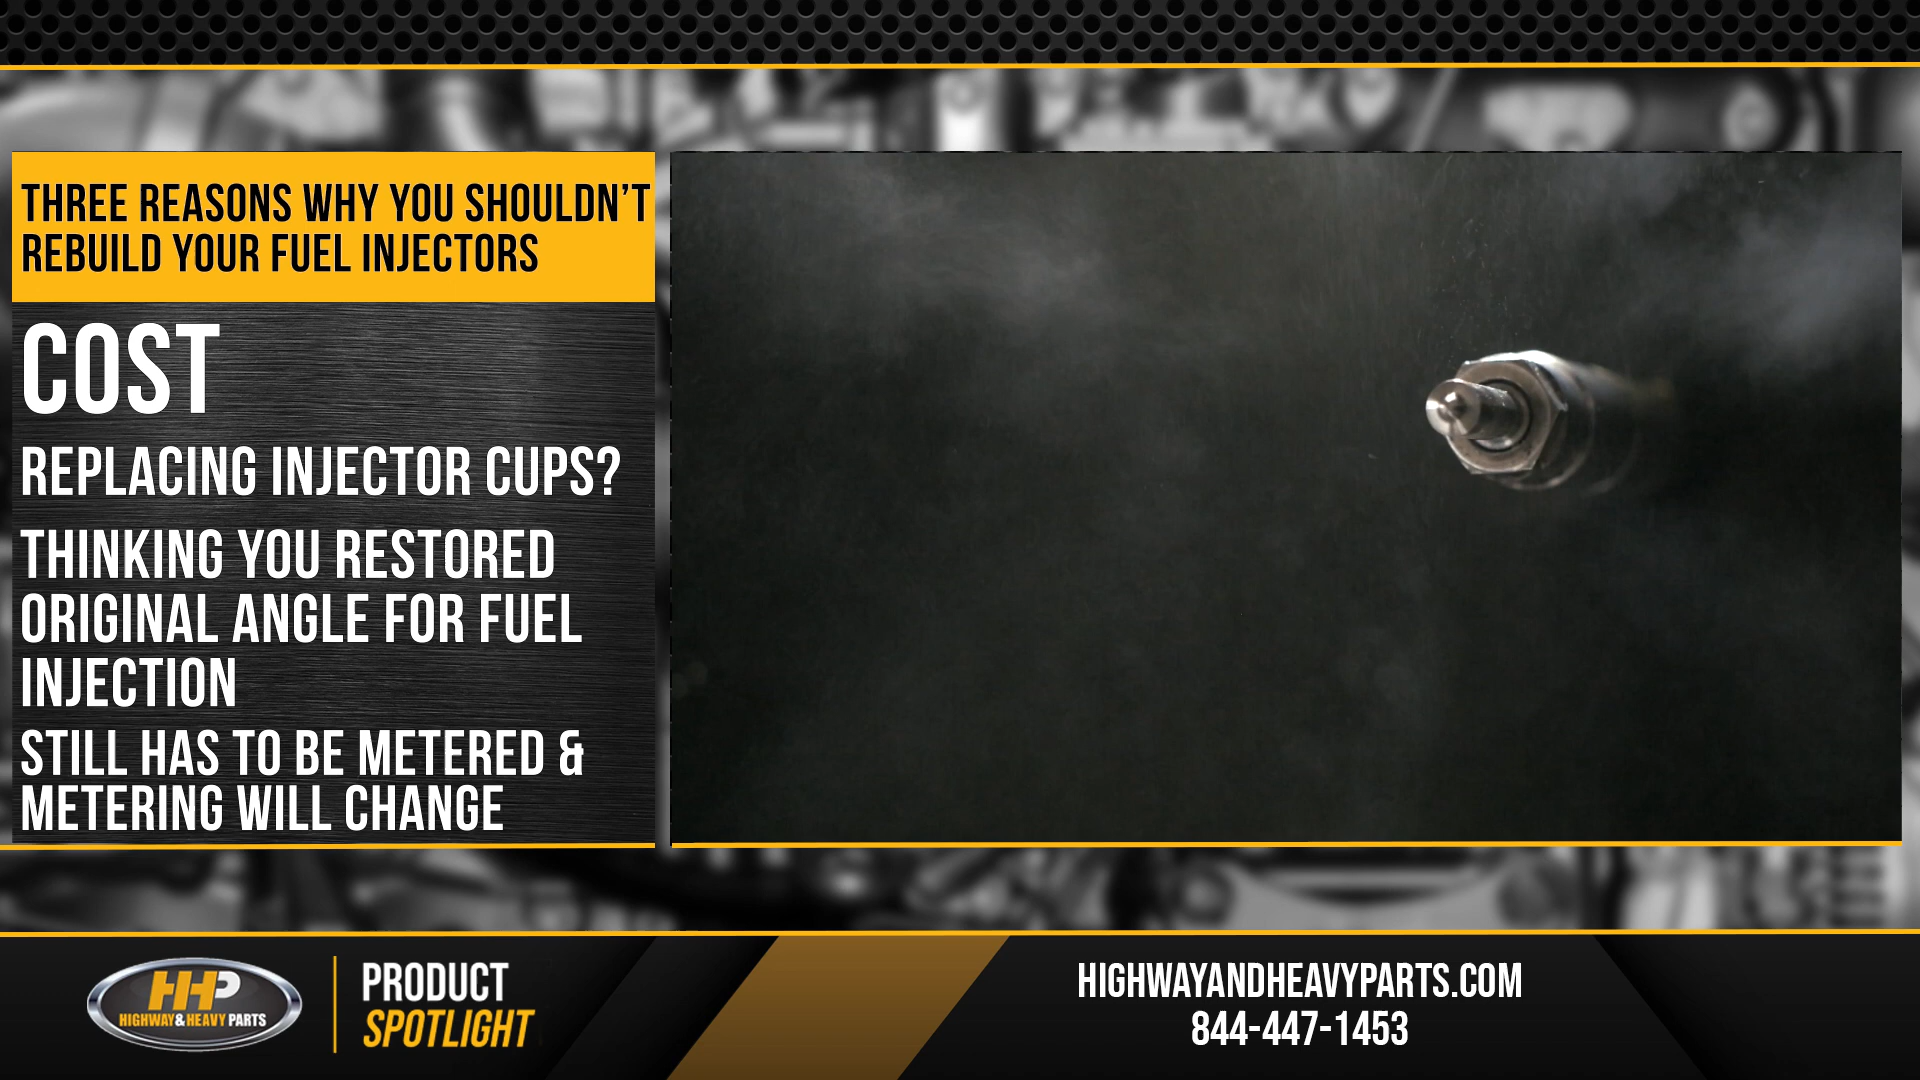 THREE REASONS WHY YOU SHOULDN'T
REBUILD YOUR FUEL INJECTORS
COST
REPLACING INJECTOR CUPS?
THINKING YOU RESTORED
ORIGINAL ANGLE FOR FUEL
INJECTION
STILL HAS TO BE METERED &
METERING WILL CHANGE
HHP
HIGHWAY & HEAVY PARTS
PRODUCT
SPOTLIGHT
HIGHWAYANDHEAVYPARTS.COM
844-447-1453